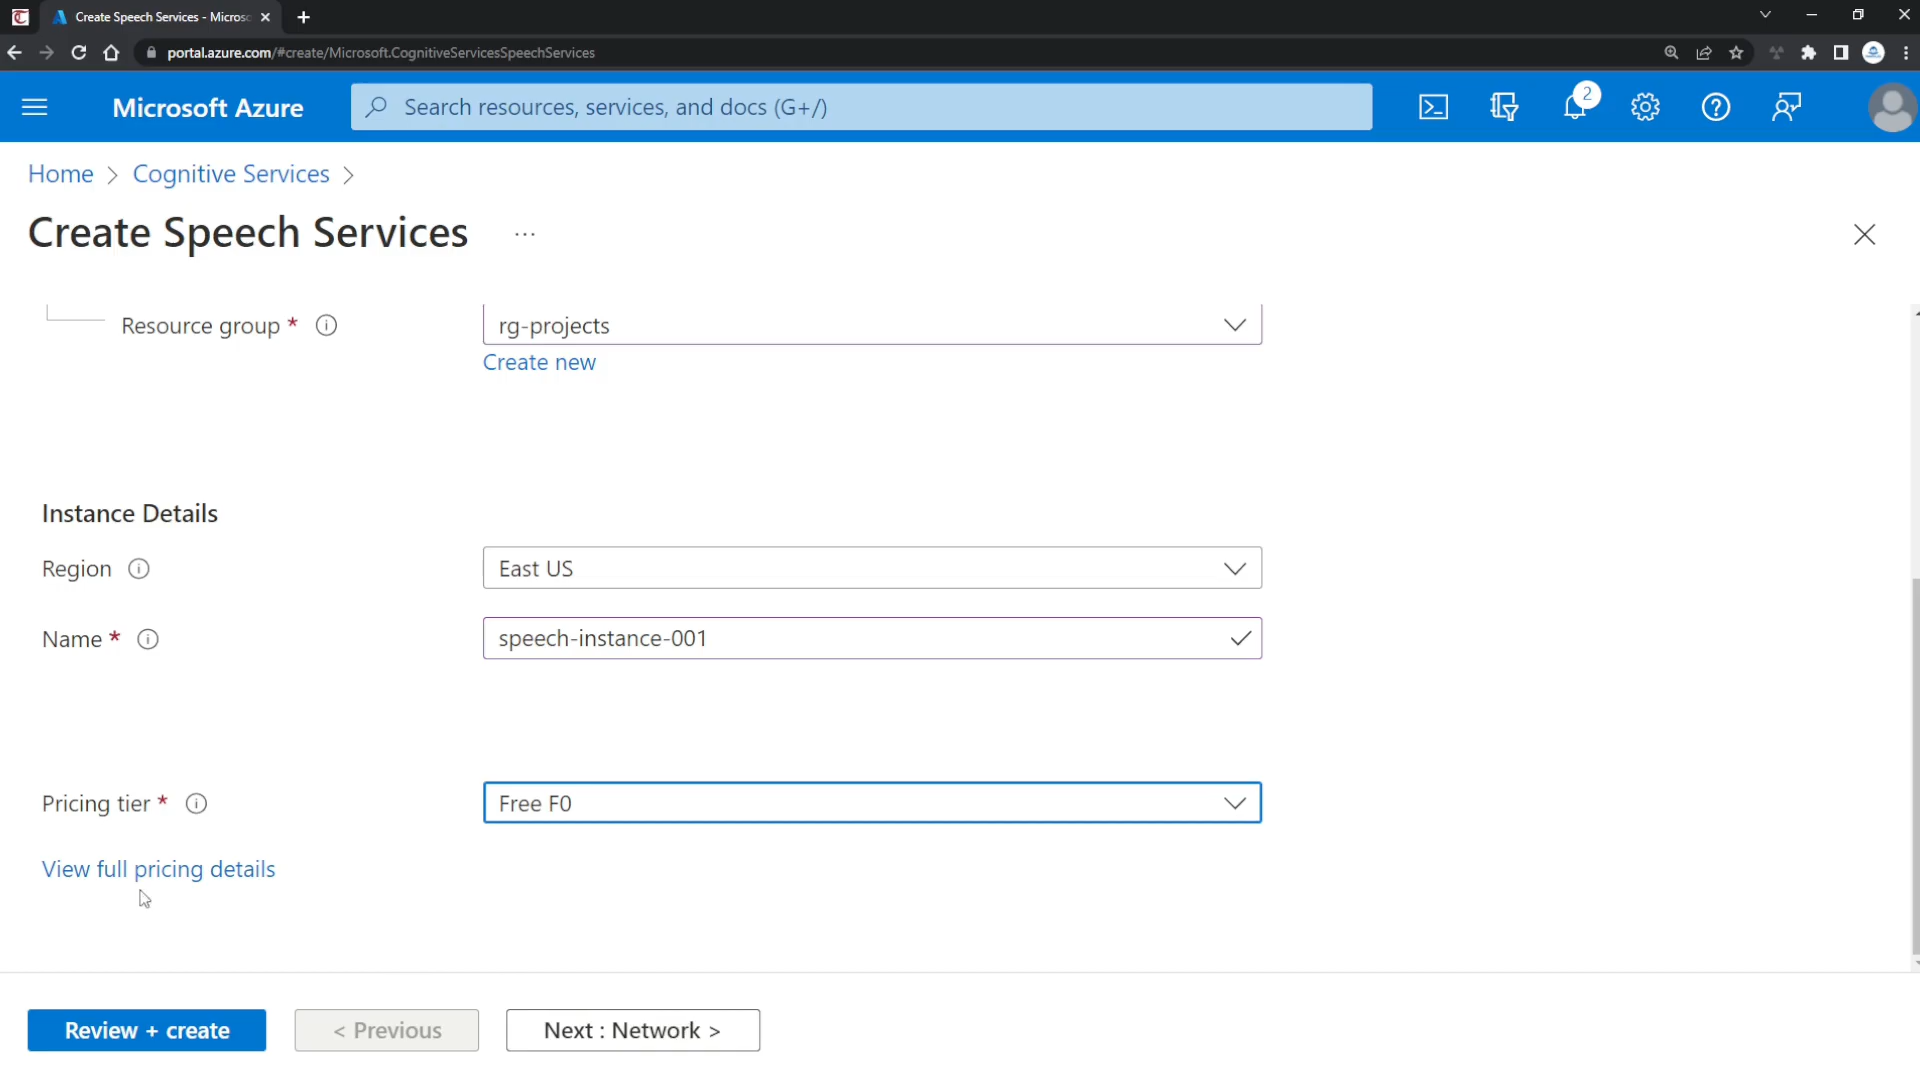 Create Speech Services - Micros
portal.azure.com/#create/Microsoft.CognitiveServicesSpeechServices
Microsoft Azure
Search resources, services, and docs (G+/)
2
Home > Cognitive Services >
Create Speech Services ...
Resource group * rg-projects
Create new
Instance Details
Region East US
Name * speech-instance-001
Pricing tier * Free F0
View full pricing details
Review + create
< Previous
Next : Network >